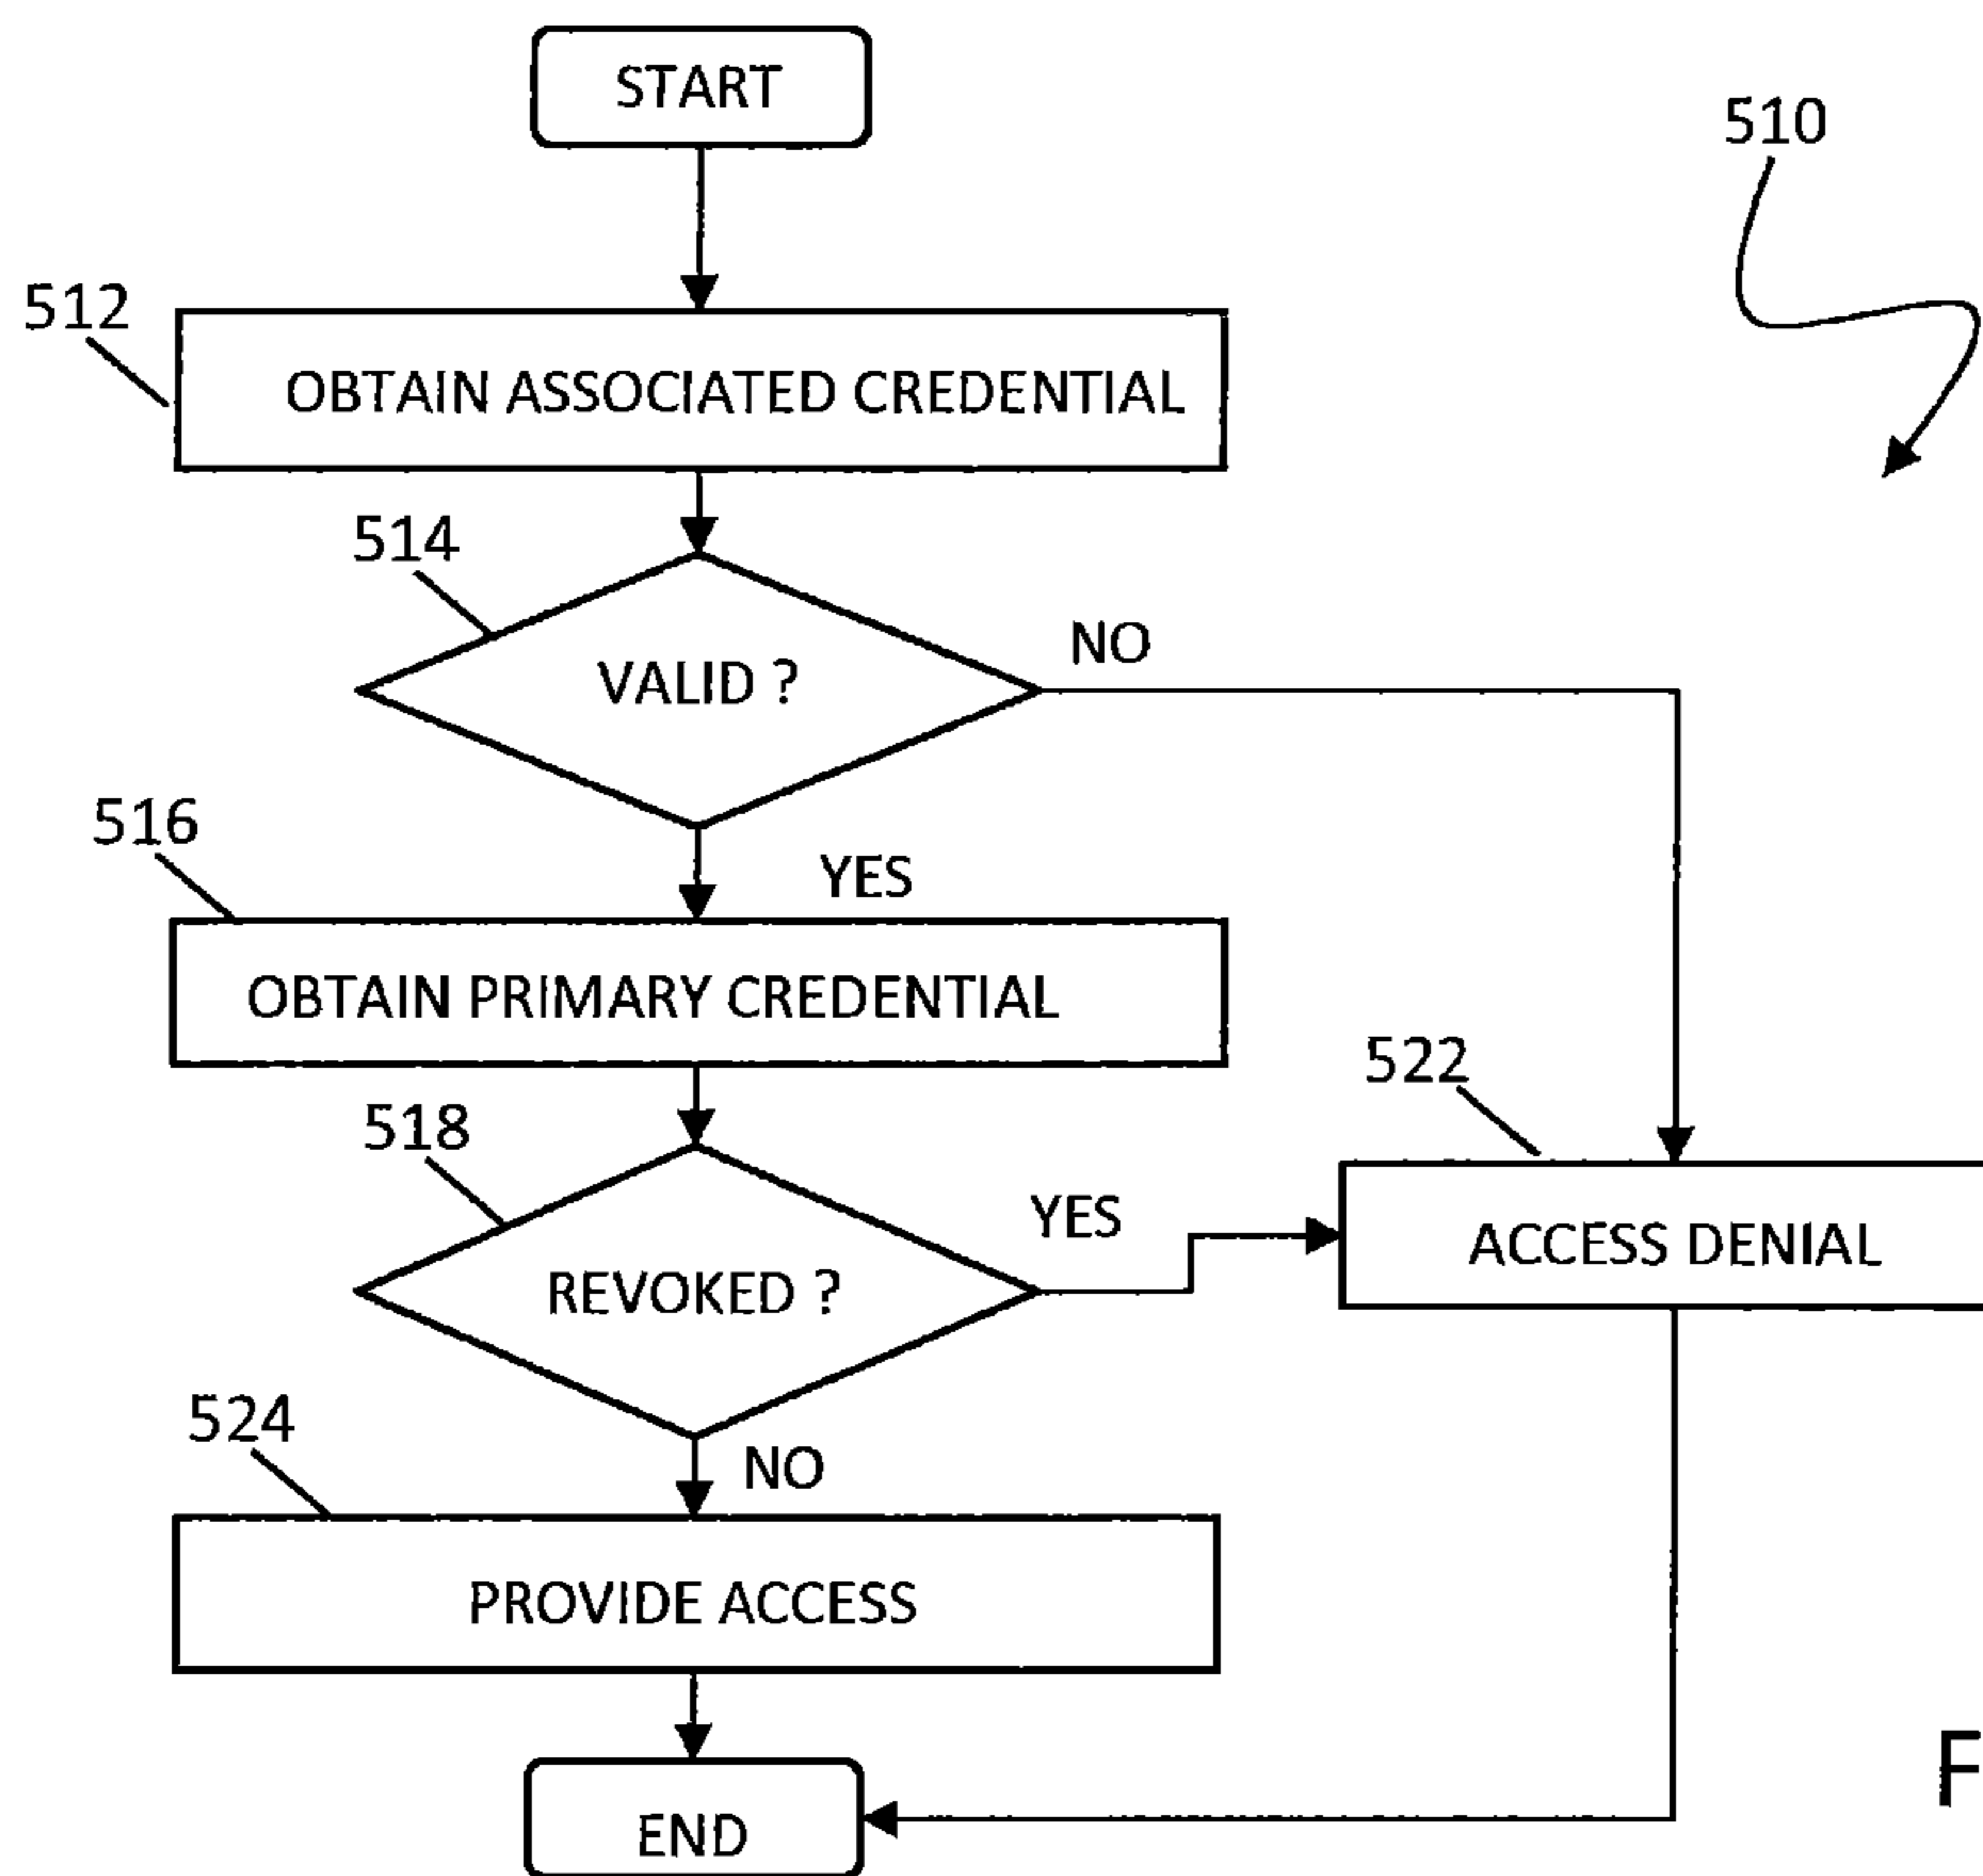 START
510
512
OBTAIN ASSOCIATED CREDENTIAL
514
VALID ?
NO
516
YES
OBTAIN PRIMARY CREDENTIAL
522
518
YES
ACCESS DENIAL
REVOKED ?
524
NO
PROVIDE ACCESS
F
END